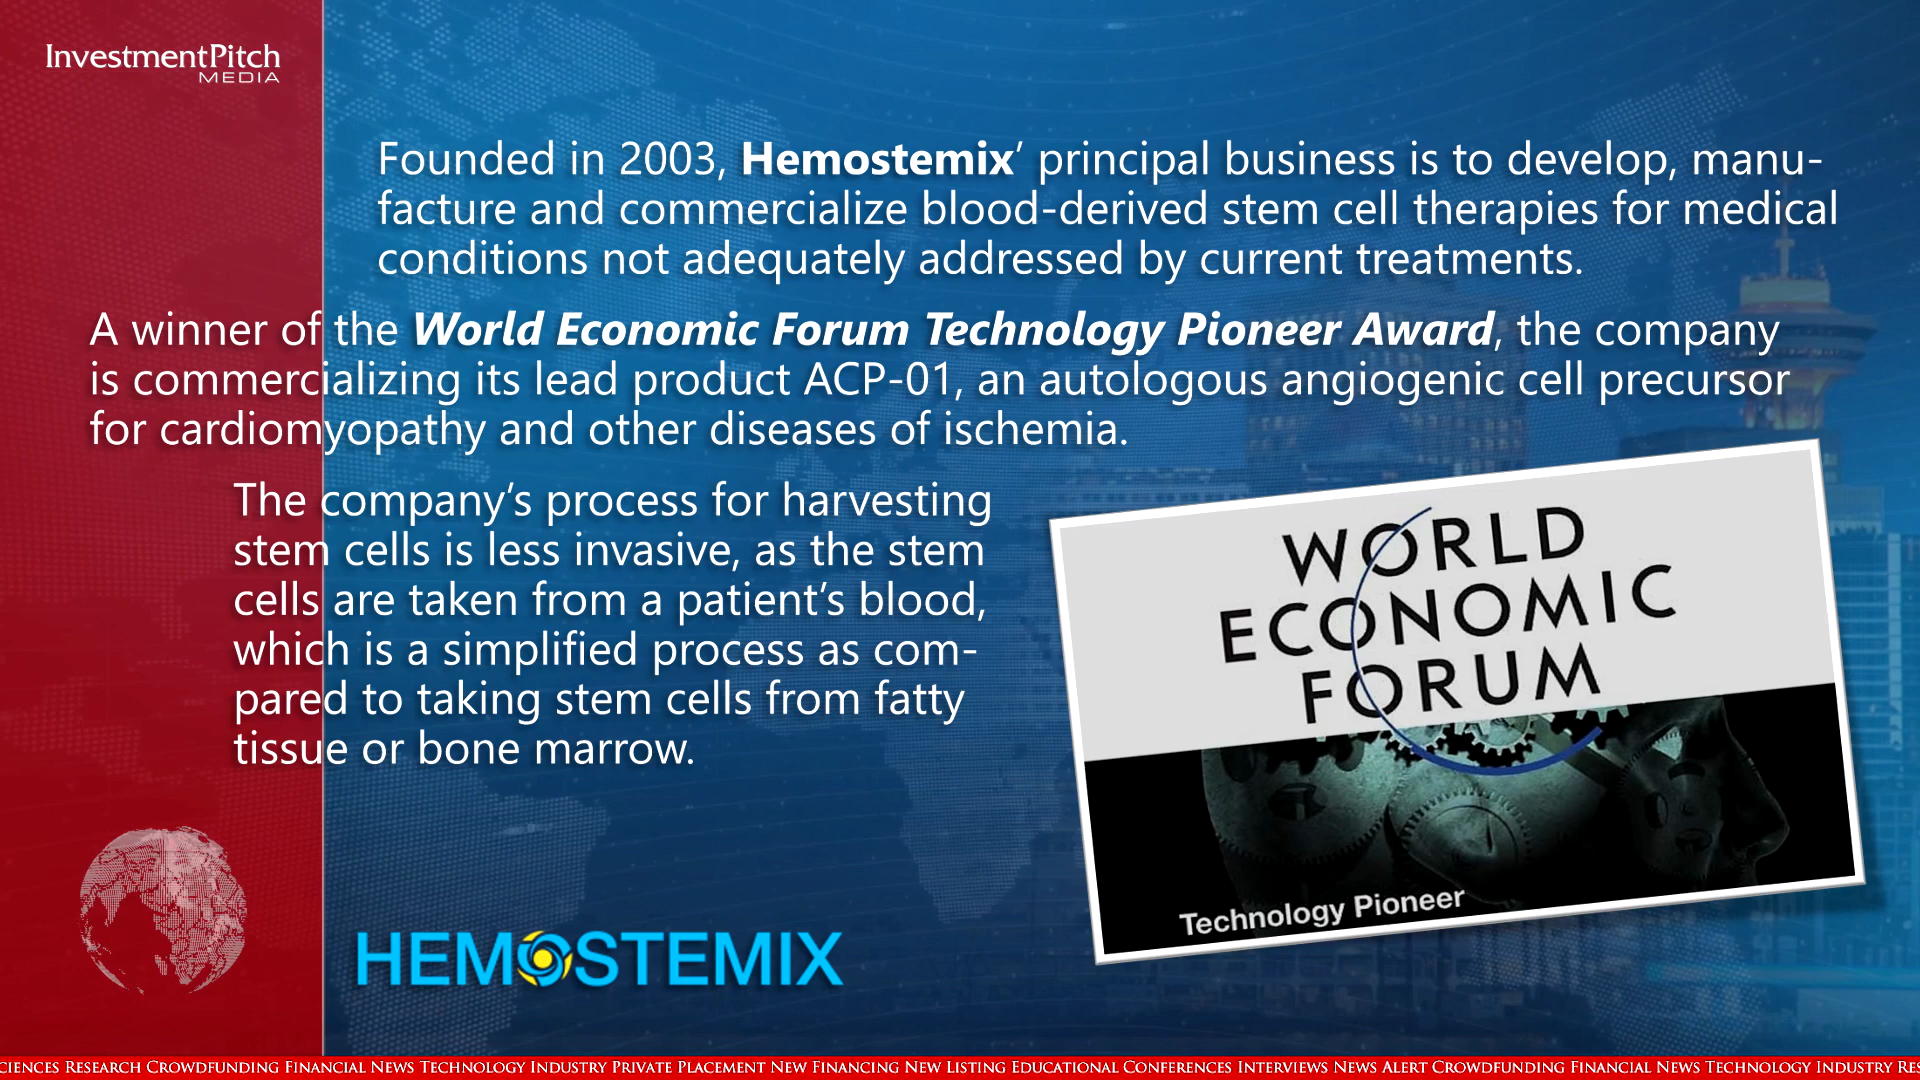 InvestmentPitch
MEDIA
Founded in 2003, Hemostemix’ principal business is to develop, manu-
facture and commercialize blood-derived stem cell therapies for medical
conditions not adequately addressed by current treatments.
A winner of the World Economic Forum Technology Pioneer Award, the company
is commercializing its lead product ACP-01, an autologous angiogenic cell precursor
for cardiomyopathy and other diseases of ischemia.
The company’s process for harvesting
stem cells is less invasive, as the stem
cells are taken from a patient’s blood,
which is a simplified process as com-
pared to taking stem cells from fatty
tissue or bone marrow.
WORLD
ECONOMIC
FORUM
Technology Pioneer
HEMOSTEMIX
CIENCES RESEARCH CROWDFUNDING FINANCIAL NEWS TECHNOLOGY INDUSTRY PRIVATE PLACEMENT NEW FINANCING NEW LISTING EDUCATIONAL CONFERENCES INTERVIEWS NEWS ALERT CROWDFUNDING FINANCIAL NEWS TECHNOLOGY INDUSTRY RES